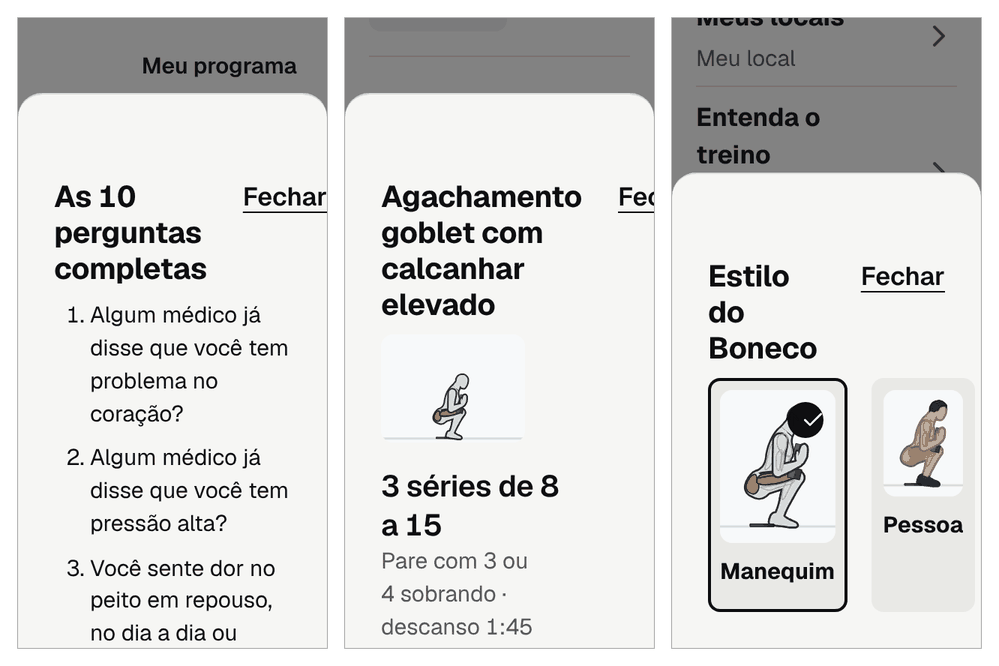 Meu programa
As 10
perguntas
completas
Fechar
1. Algum médico já
disse que você tem
problema no
coração?
2. Algum médico já
disse que você tem
pressão alta?
3. Você sente dor no
peito em repouso,
no dia a dia ou
Agachamento
goblet com
calcanhar
elevado
Fec
3 séries de 8
a 15
Pare com 3 ou
4 sobrando ·
descanso 1:45
Meus locais
Meu local
Entenda o
treino
Estilo
do
Boneco
Fechar
Manequim
Pessoa